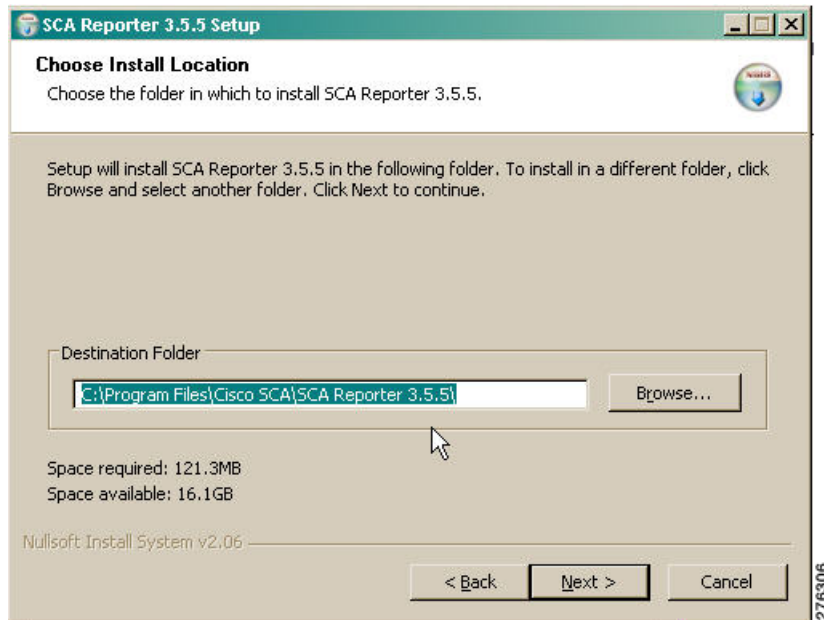 SCA Reporter 3.5.5 Setup
Choose Install Location
Choose the folder in which to install SCA Reporter 3.5.5.
Setup will install SCA Reporter 3.5.5 in the following folder. To install in a different folder, click
Browse and select another folder. Click Next to continue.
Destination Folder
C:\Program Files\Cisco SCA\SCA Reporter 3.5.5\
Browse...
Space required: 121.3MB
Space available: 16.1GB
Nullsoft Install System v2.06
< Back
Next >
Cancel
276306